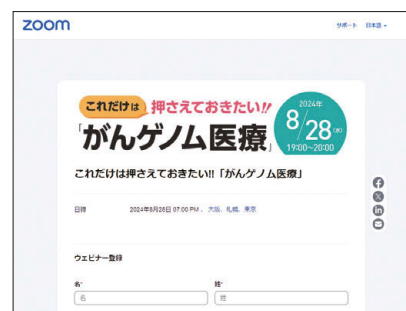 zoom
サポート 日本語
これだけは 押さえておきたい!!
「がんゲノム医療」
2024年
8/28(水)
19:00~20:00
これだけは押さえておきたい!!「がんゲノム医療」
日時 2024年8月28日 07:00 PM 、 大阪、札幌、東京
ウェビナー登録
名* 姓*
名 姓